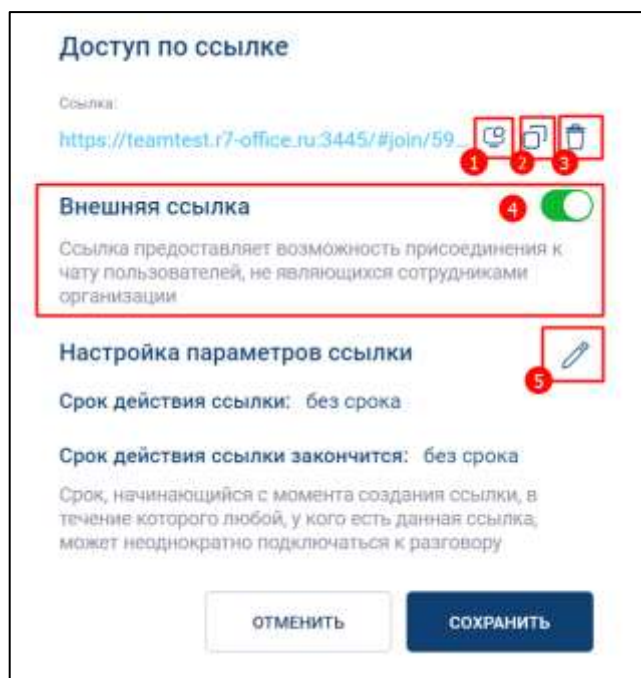 Доступ по ссылке
Ссылка:
https://teamtest.r7-office.ru:3445/#join/59...
1 2 3
Внешняя ссылка 4
Ссылка предоставляет возможность присоединения к
чату пользователей, не являющихся сотрудниками
организации
Настройка параметров ссылки
5
Срок действия ссылки: без срока
Срок действия ссылки закончится: без срока
Срок, начинающийся с момента создания ссылки, в
течение которого любой, у кого есть данная ссылка,
может неоднократно подключаться к разговору
ОТМЕНИТЬ СОХРАНИТЬ